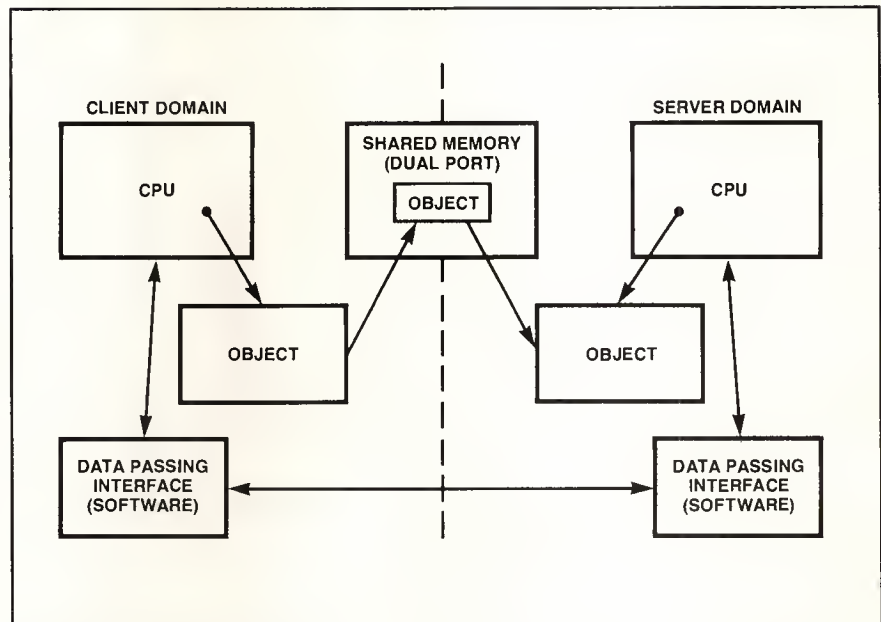 CLIENT DOMAIN
CPU
SHARED MEMORY
(DUAL PORT)
OBJECT
SERVER DOMAIN
CPU
OBJECT
OBJECT
DATA PASSING
INTERFACE
(SOFTWARE)
DATA PASSING
INTERFACE
(SOFTWARE)